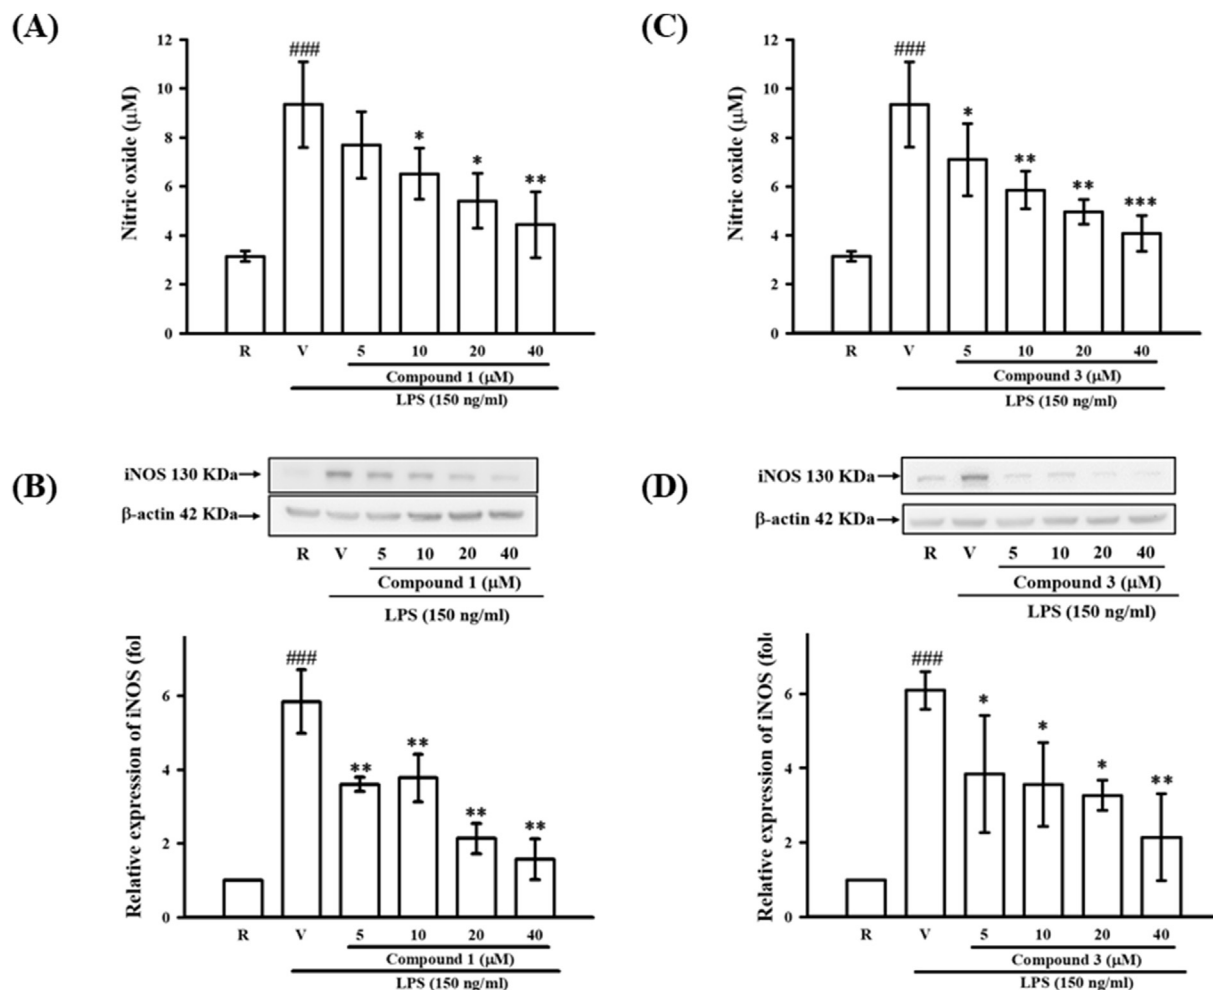 (A)
Nitric oxide (μM)
12
10
8
6
4
2
0
###
*
*
**
R V 5 10 20 40
Compound 1 (μM)
LPS (150 ng/ml)
(C)
Nitric oxide (μM)
12
10
8
6
4
2
0
###
*
**
**
***
R V 5 10 20 40
Compound 3 (μM)
LPS (150 ng/ml)
(B)
iNOS 130 KDa
β-actin 42 KDa
R V 5 10 20 40
Compound 1 (μM)
LPS (150 ng/ml)
Relative expression of iNOS
6
4
2
0
###
**
**
**
**
R V 5 10 20 40
Compound 1 (μM)
LPS (150 ng/ml)
(D)
iNOS 130 KDa
β-actin 42 KDa
R V 5 10 20 40
Compound 3 (μM)
LPS (150 ng/ml)
Relative expression of iNOS
6
4
2
0
###
*
*
*
**
R V 5 10 20 40
Compound 3 (μM)
LPS (150 ng/ml)